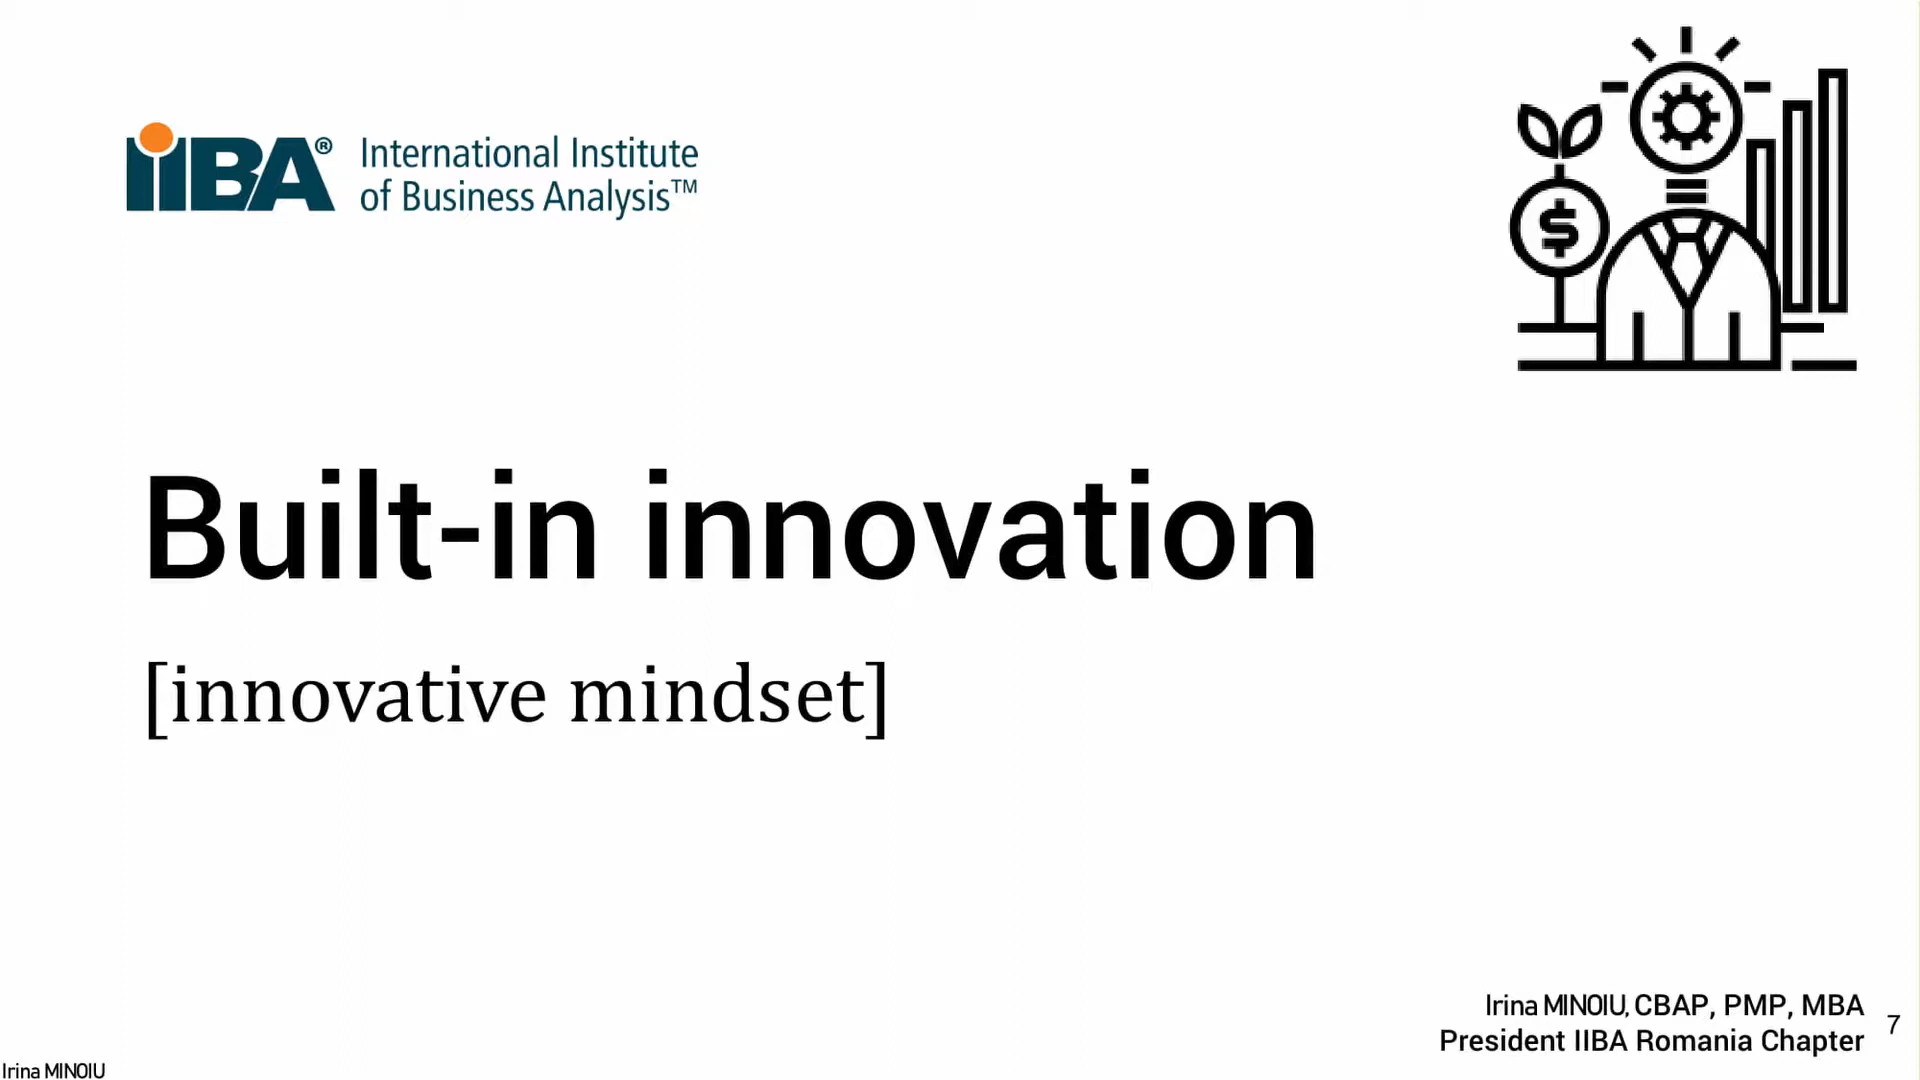 iiBA® International Institute
of Business Analysis™
$
Built-in innovation
[innovative mindset]
Irina MINOIU, CBAP, PMP, MBA
President IIBA Romania Chapter
7
Irina MINOIU